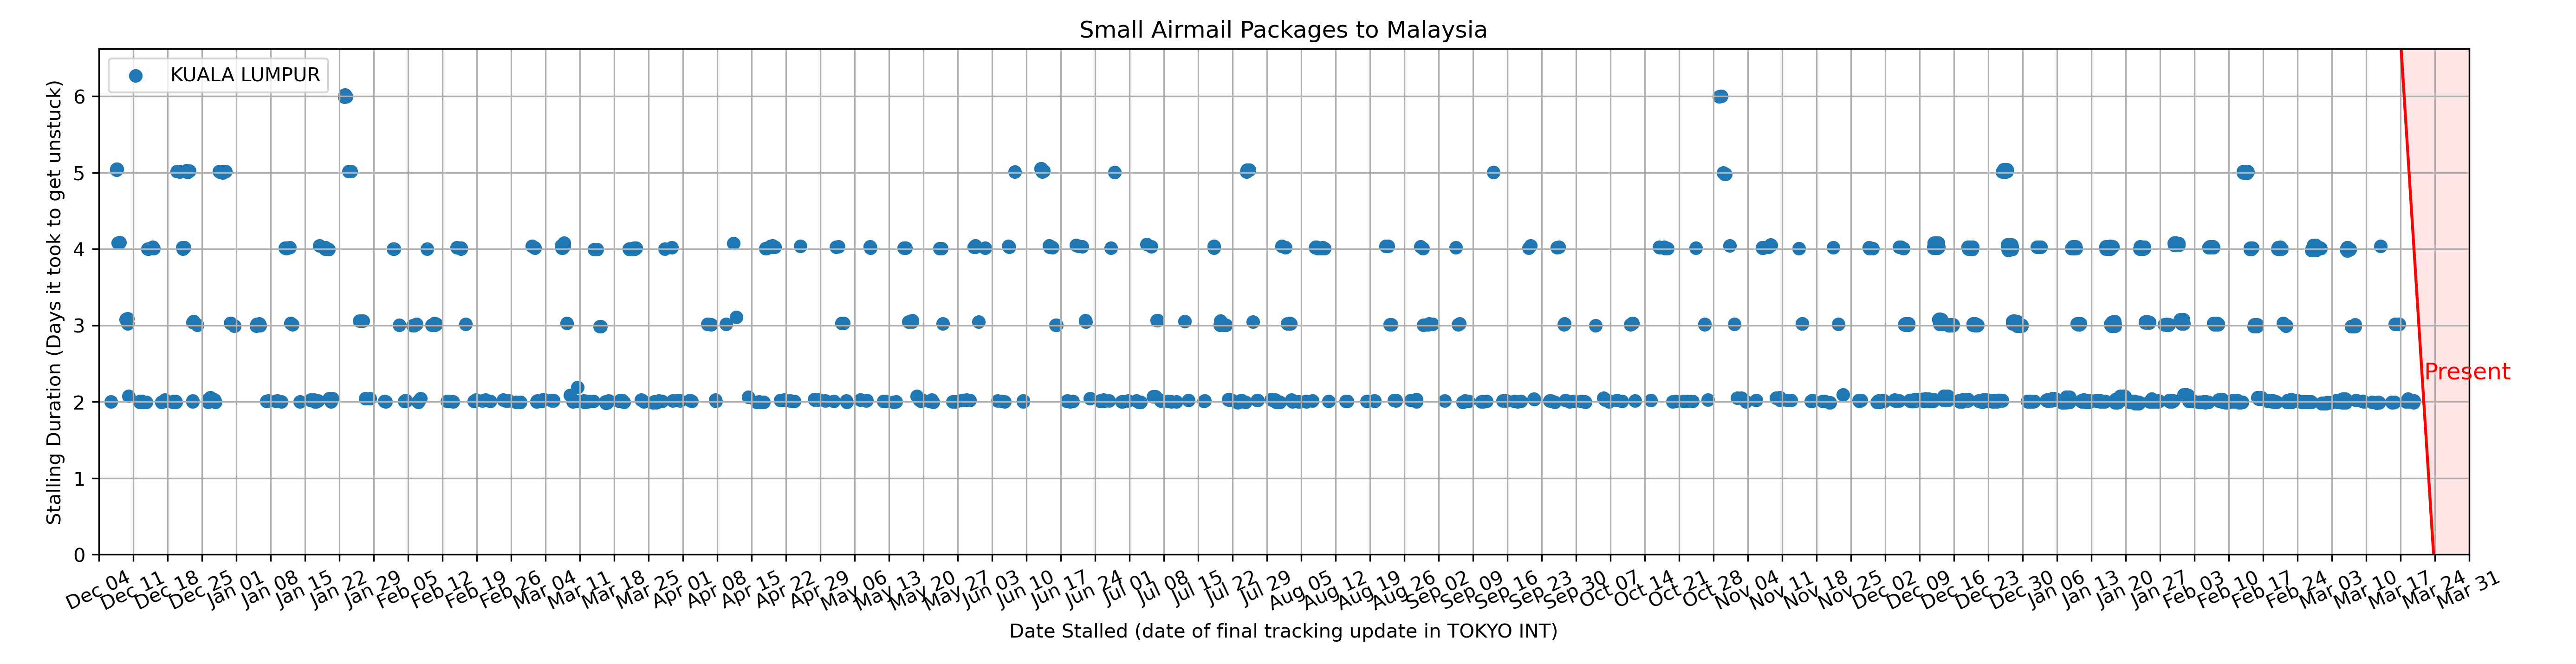 Small Airmail Packages to Malaysia
KUALA LUMPUR
Stalling Duration (Days it took to get unstuck)
6
5
4
3
2
1
0
Present
Dec 04
Dec 11
Dec 18
Dec 25
Jan 01
Jan 08
Jan 15
Jan 22
Jan 29
Feb 05
Feb 12
Feb 19
Feb 26
Mar 04
Mar 11
Mar 18
Mar 25
Apr 01
Apr 08
Apr 15
Apr 22
Apr 29
May 06
May 13
May 20
May 27
Jun 03
Jun 10
Jun 17
Jun 24
Jul 01
Jul 08
Jul 15
Jul 22
Jul 29
Aug 05
Aug 12
Aug 19
Aug 26
Sep 02
Sep 09
Sep 16
Sep 23
Sep 30
Oct 07
Oct 14
Oct 21
Oct 28
Nov 04
Nov 11
Nov 18
Nov 25
Dec 02
Dec 09
Dec 16
Dec 23
Dec 30
Jan 06
Jan 13
Jan 20
Jan 27
Feb 03
Feb 10
Feb 17
Feb 24
Mar 03
Mar 10
Mar 17
Mar 24
Mar 31
Date Stalled (date of final tracking update in TOKYO INT)